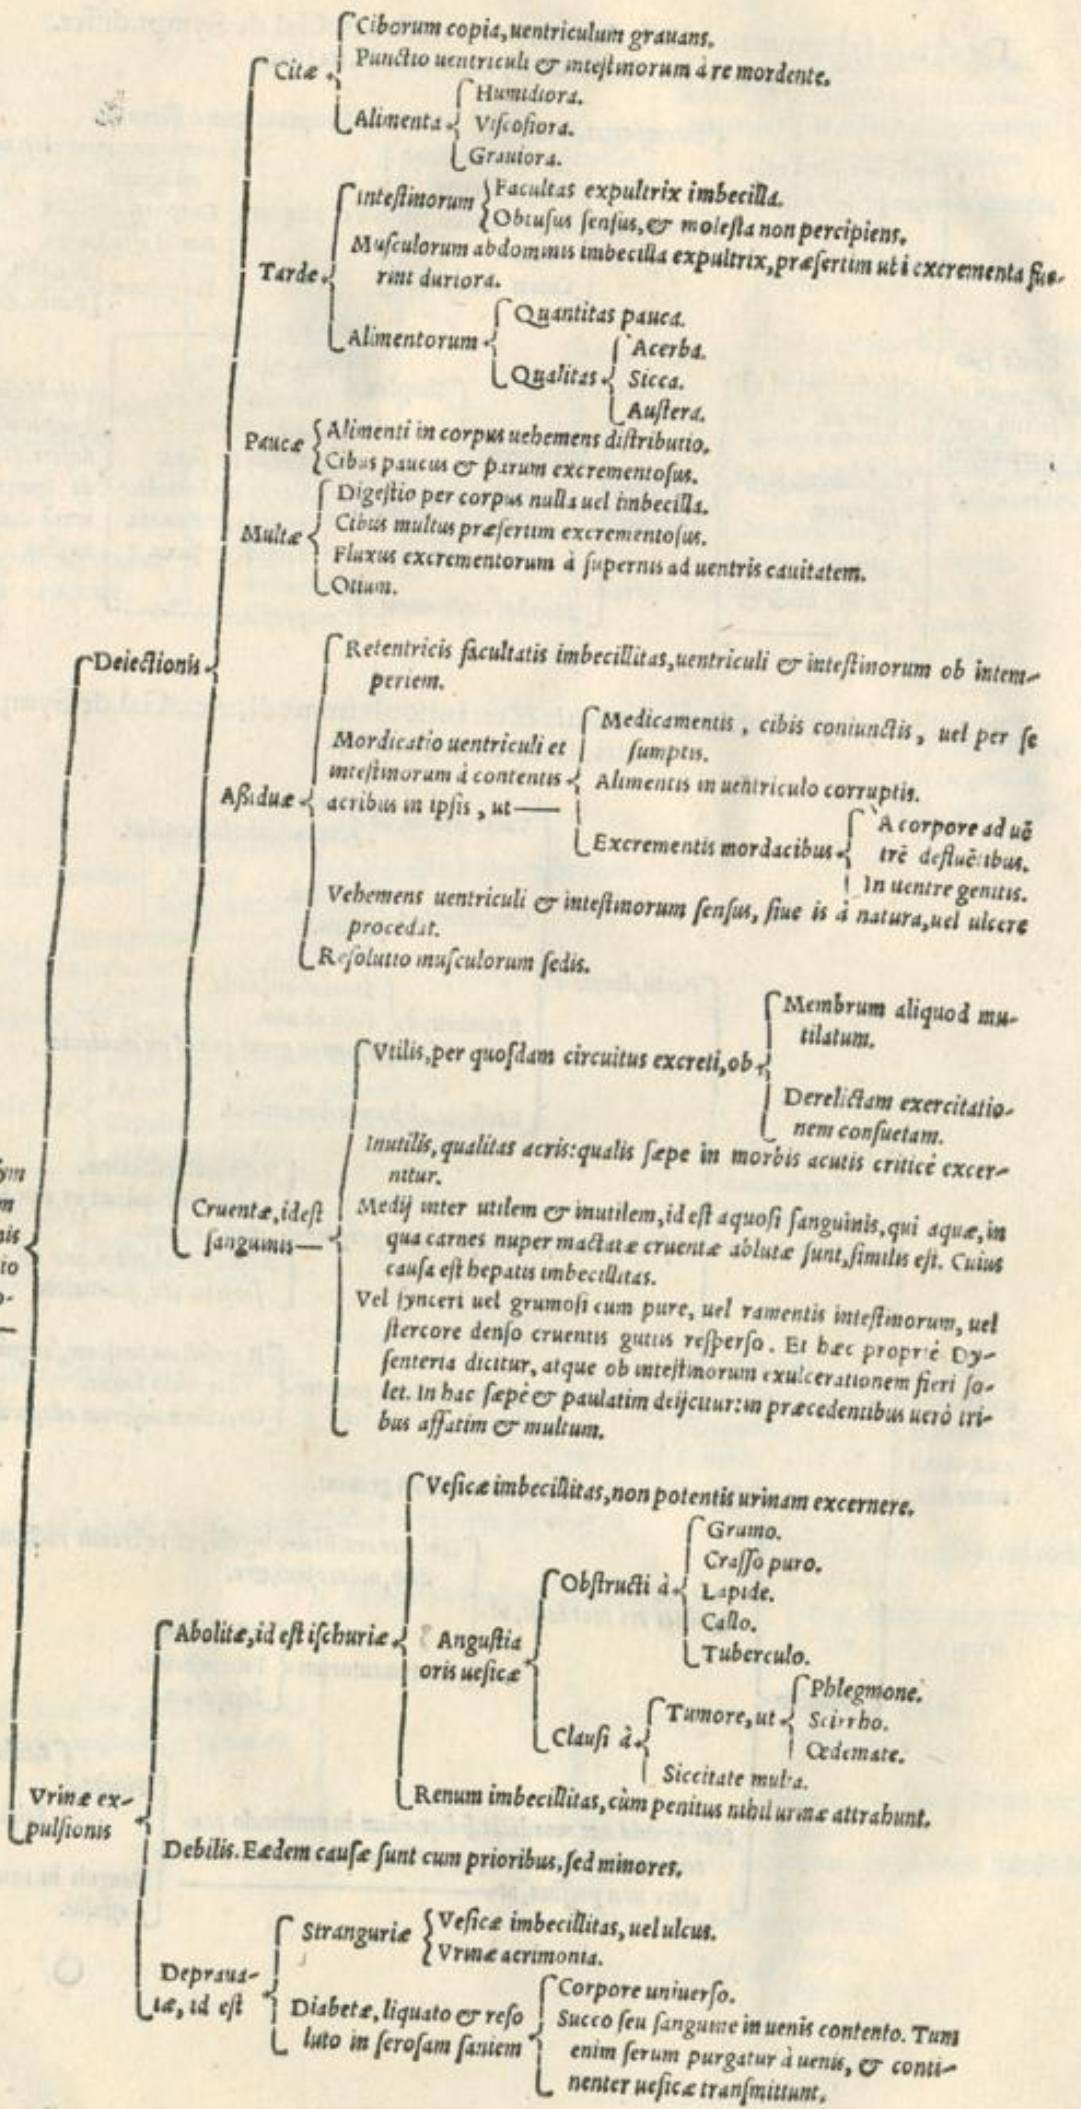 Ciborum copia, uentriculum grauans.
Citæ
Punctio uentriculi & intestinorum à re mordente.
Humidiora.
Alimenta
Viscosiora.
Grauiora.
Intestinorum
Facultas expultrix imbecilla.
Obtusus sensus, & molesta non percipiens.
Tarde
Musculorum abdominis imbecilla expultrix, præsertim ubi excrementa fue-
rint duriora.
Alimentorum
Quantitas pauca.
Qualitas
Acerba.
Sicca.
Austera.
Paucæ
Alimenti in corpus uehemens distributio.
Cibus paucus & parum excrementosus.
Multæ
Digestio per corpus nulla uel imbecilla.
Cibus multus præsertim excrementosus.
Fluxus excrementorum à supernis ad uentris cauitatem.
Otium.
Deiectionis
Retentricis facultatis imbecillitas, uentriculi & intestinorum ob intem-
periem.
Aßiduæ
Mordicatio uentriculi et
intestinorum à contentis
acribus in ipsis, ut
Medicamentis, cibis coniunctis, uel per se
sumptis.
Alimentis in uentriculo corruptis.
Excrementis mordacibus
A corpore ad uē
trē defluētibus.
In uentre genitis.
Vehemens uentriculi & intestinorum sensus, siue is à natura, uel ulcere
procedat.
Resolutio musculorum sedis.
Cruentæ, id est
sanguinis
Vtilis, per quosdam circuitus excreti, ob
Membrum aliquod mu-
tilatum.
Derelictam exercitatio-
nem consuetam.
Inutilis, qualitas acris: qualis sæpe in morbis acutis criticè excer-
nitur.
Medij inter utilem & inutilem, id est aquosi sanguinis, qui aquæ, in
qua carnes nuper mactatæ cruentæ ablutæ sunt, similis est. Cuius
causa est hepatis imbecillitas.
Vel synceri uel grumosi cum pure, uel ramentis intestinorum, uel
stercore denso cruentis guttis resperso. Et hæc propriè Dy-
senteria dicitur, atque ob intestinorum exulcerationem fieri so-
let. In hac sæpè & paulatim deijcitur: in præcedentibus uerò tri-
bus affatim & multum.
Vrinæ ex-
pulsionis
Abolitæ, id est ischuriæ
Vesicæ imbecillitas, non potentis urinam excernere.
Angustia
oris uesicæ
Obstructi à
Grumo.
Crasso puro.
Lapide.
Callo.
Tuberculo.
Clausi à
Tumore, ut
Phlegmone.
Scirrho.
Œdemate.
Siccitate multa.
Renum imbecillitas, cùm penitus nihil urinæ attrahunt.
Debilis. Eædem causæ sunt cum prioribus, sed minores.
Depraua-
tæ, id est
Stranguriæ
Vesicæ imbecillitas, uel ulcus.
Vrinæ acrimonia.
Diabetæ, liquato & reso
luto in serosam saniem
Corpore uniuerso.
Succo seu sanguine in uenis contento. Tum
enim serum purgatur à uenis, & conti-
nenter uesicæ transmittunt.